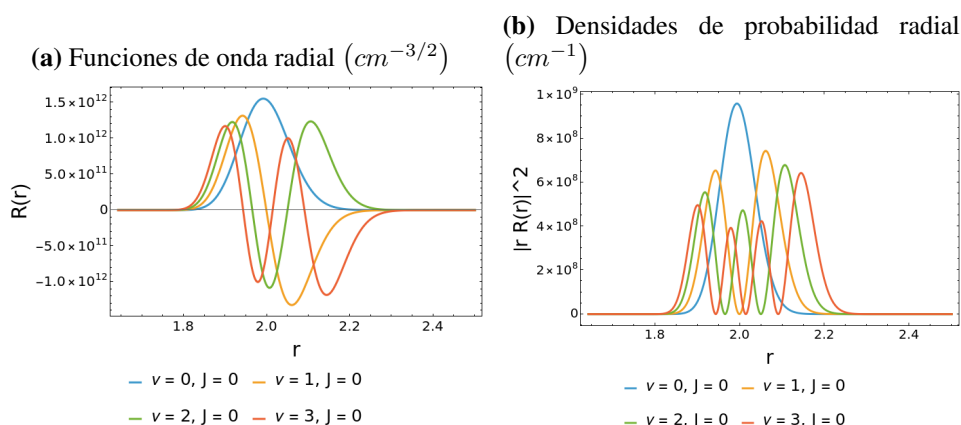 (a) Funciones de onda radial (cm^{-3/2})
1.5×10^{12}
1.0×10^{12}
5.0×10^{11}
0
-5.0×10^{11}
-1.0×10^{12}
R(r)
1.8 2.0 2.2 2.4
r
v = 0, J = 0 v = 1, J = 0
v = 2, J = 0 v = 3, J = 0
(b) Densidades de probabilidad radial
(cm^{-1})
1×10^9
8×10^8
6×10^8
4×10^8
2×10^8
0
|r R(r)|^2
1.8 2.0 2.2 2.4
r
v = 0, J = 0 v = 1, J = 0
v = 2, J = 0 v = 3, J = 0